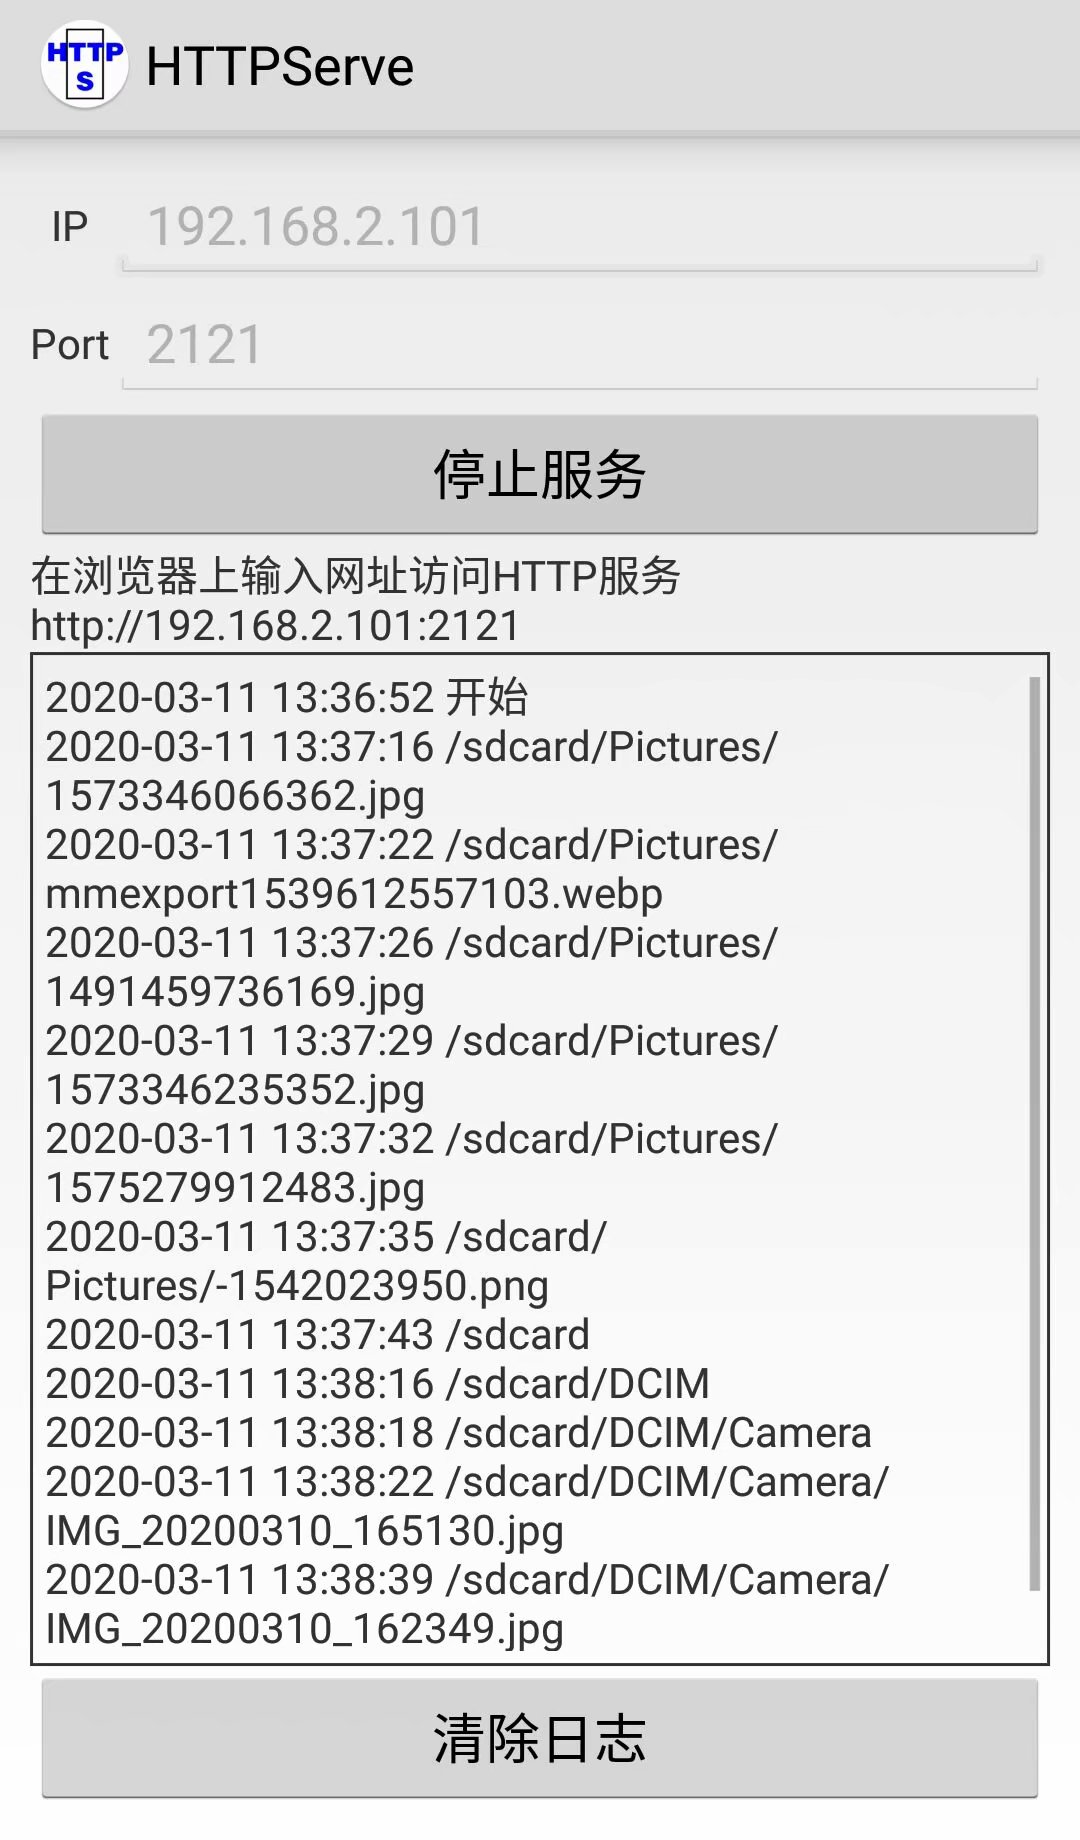 HTTP
S
HTTPServe
IP 192.168.2.101
Port 2121
停止服务
在浏览器上输入网址访问HTTP服务
http://192.168.2.101:2121
2020-03-11 13:36:52 开始
2020-03-11 13:37:16 /sdcard/Pictures/
1573346066362.jpg
2020-03-11 13:37:22 /sdcard/Pictures/
mmexport1539612557103.webp
2020-03-11 13:37:26 /sdcard/Pictures/
1491459736169.jpg
2020-03-11 13:37:29 /sdcard/Pictures/
1573346235352.jpg
2020-03-11 13:37:32 /sdcard/Pictures/
1575279912483.jpg
2020-03-11 13:37:35 /sdcard/
Pictures/-1542023950.png
2020-03-11 13:37:43 /sdcard
2020-03-11 13:38:16 /sdcard/DCIM
2020-03-11 13:38:18 /sdcard/DCIM/Camera
2020-03-11 13:38:22 /sdcard/DCIM/Camera/
IMG_20200310_165130.jpg
2020-03-11 13:38:39 /sdcard/DCIM/Camera/
IMG_20200310_162349.jpg
清除日志